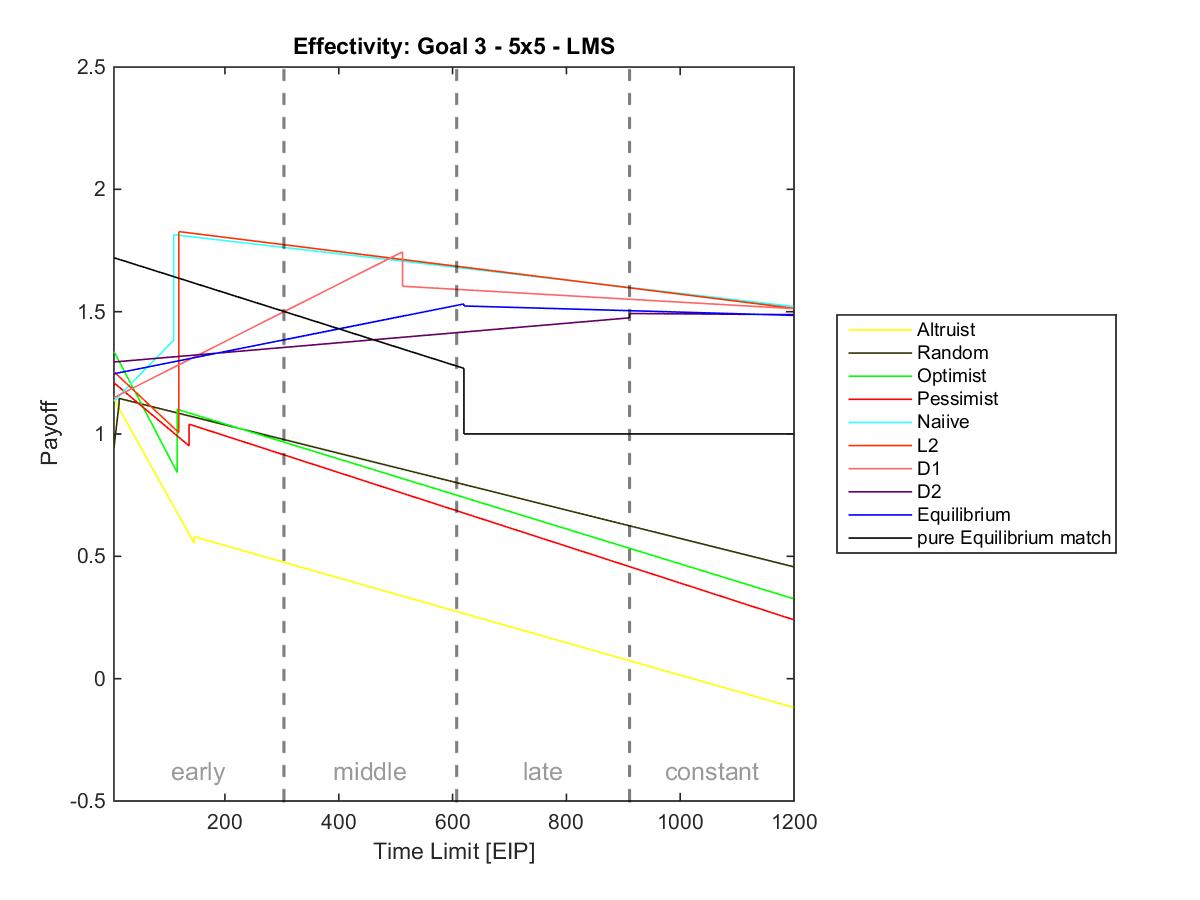 Effectivity: Goal 3 - 5x5 - LMS
2.5
2
1.5
1
0.5
0
-0.5
Payoff
early middle late constant
200 400 600 800 1000 1200
Time Limit [EIP]
Altruist
Random
Optimist
Pessimist
Naiive
L2
D1
D2
Equilibrium
pure Equilibrium match